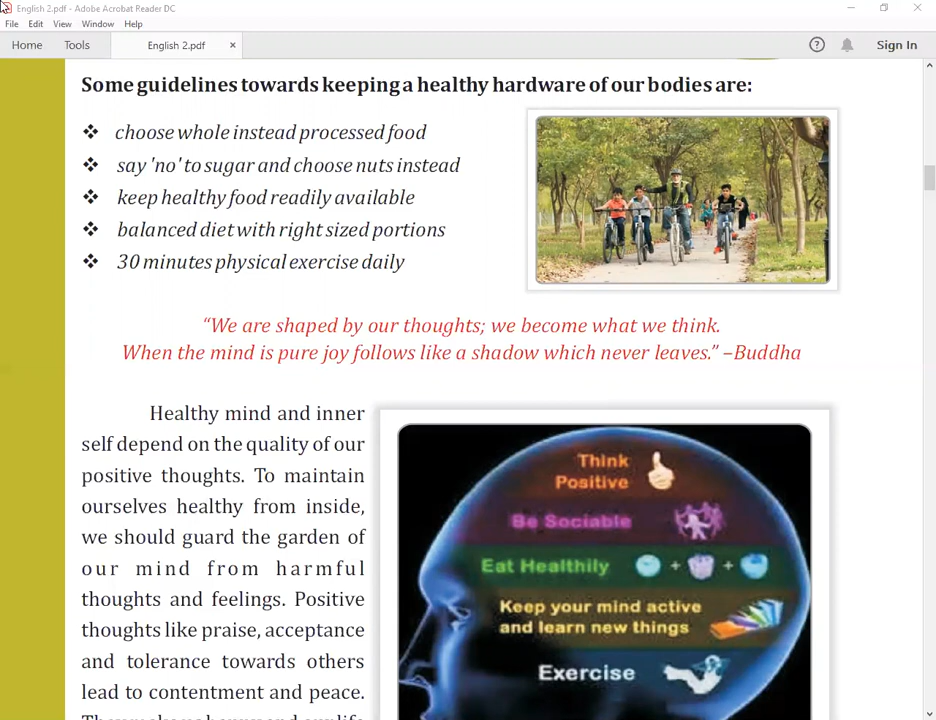 English 2.pdf - Adobe Acrobat Reader DC
File Edit View Window Help
Home Tools English 2.pdf × ? Sign In
Some guidelines towards keeping a healthy hardware of our bodies are:
❖ choose whole instead processed food
❖ say 'no' to sugar and choose nuts instead
❖ keep healthy food readily available
❖ balanced diet with right sized portions
❖ 30 minutes physical exercise daily
“We are shaped by our thoughts; we become what we think.
When the mind is pure joy follows like a shadow which never leaves.” –Buddha
Healthy mind and inner
self depend on the quality of our
positive thoughts. To maintain
ourselves healthy from inside,
we should guard the garden of
our mind from harmful
thoughts and feelings. Positive
thoughts like praise, acceptance
and tolerance towards others
lead to contentment and peace.
Think
Positive
Be Sociable
Eat Healthily + +
Keep your mind active
and learn new things
Exercise